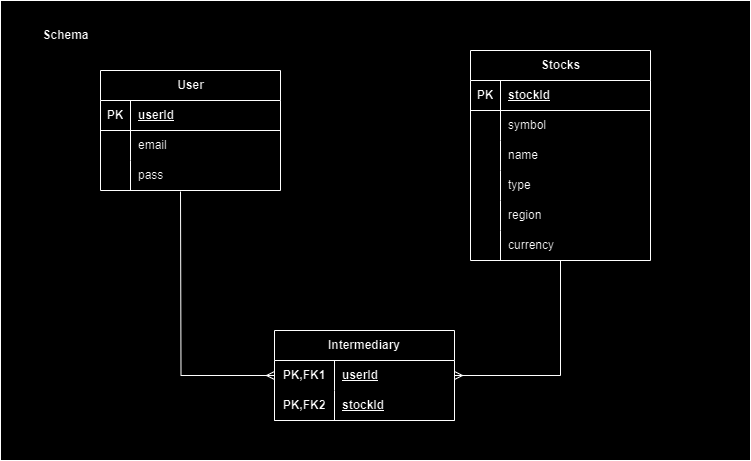 Schema
User
PK userId
email
pass
Stocks
PK stockId
symbol
name
type
region
currency
Intermediary
PK,FK1 userId
PK,FK2 stockId